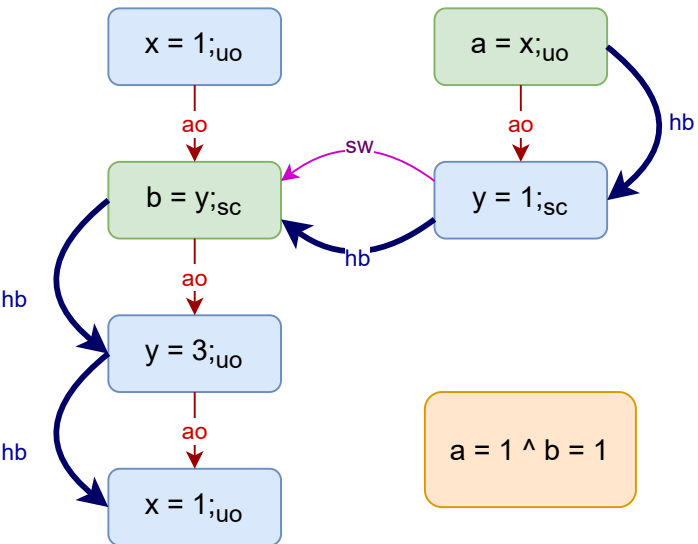 x = 1;uo
a = x;uo
ao
ao
hb
sw
b = y;sc
y = 1;sc
hb
ao
hb
y = 3;uo
ao
hb
a = 1 ^ b = 1
x = 1;uo